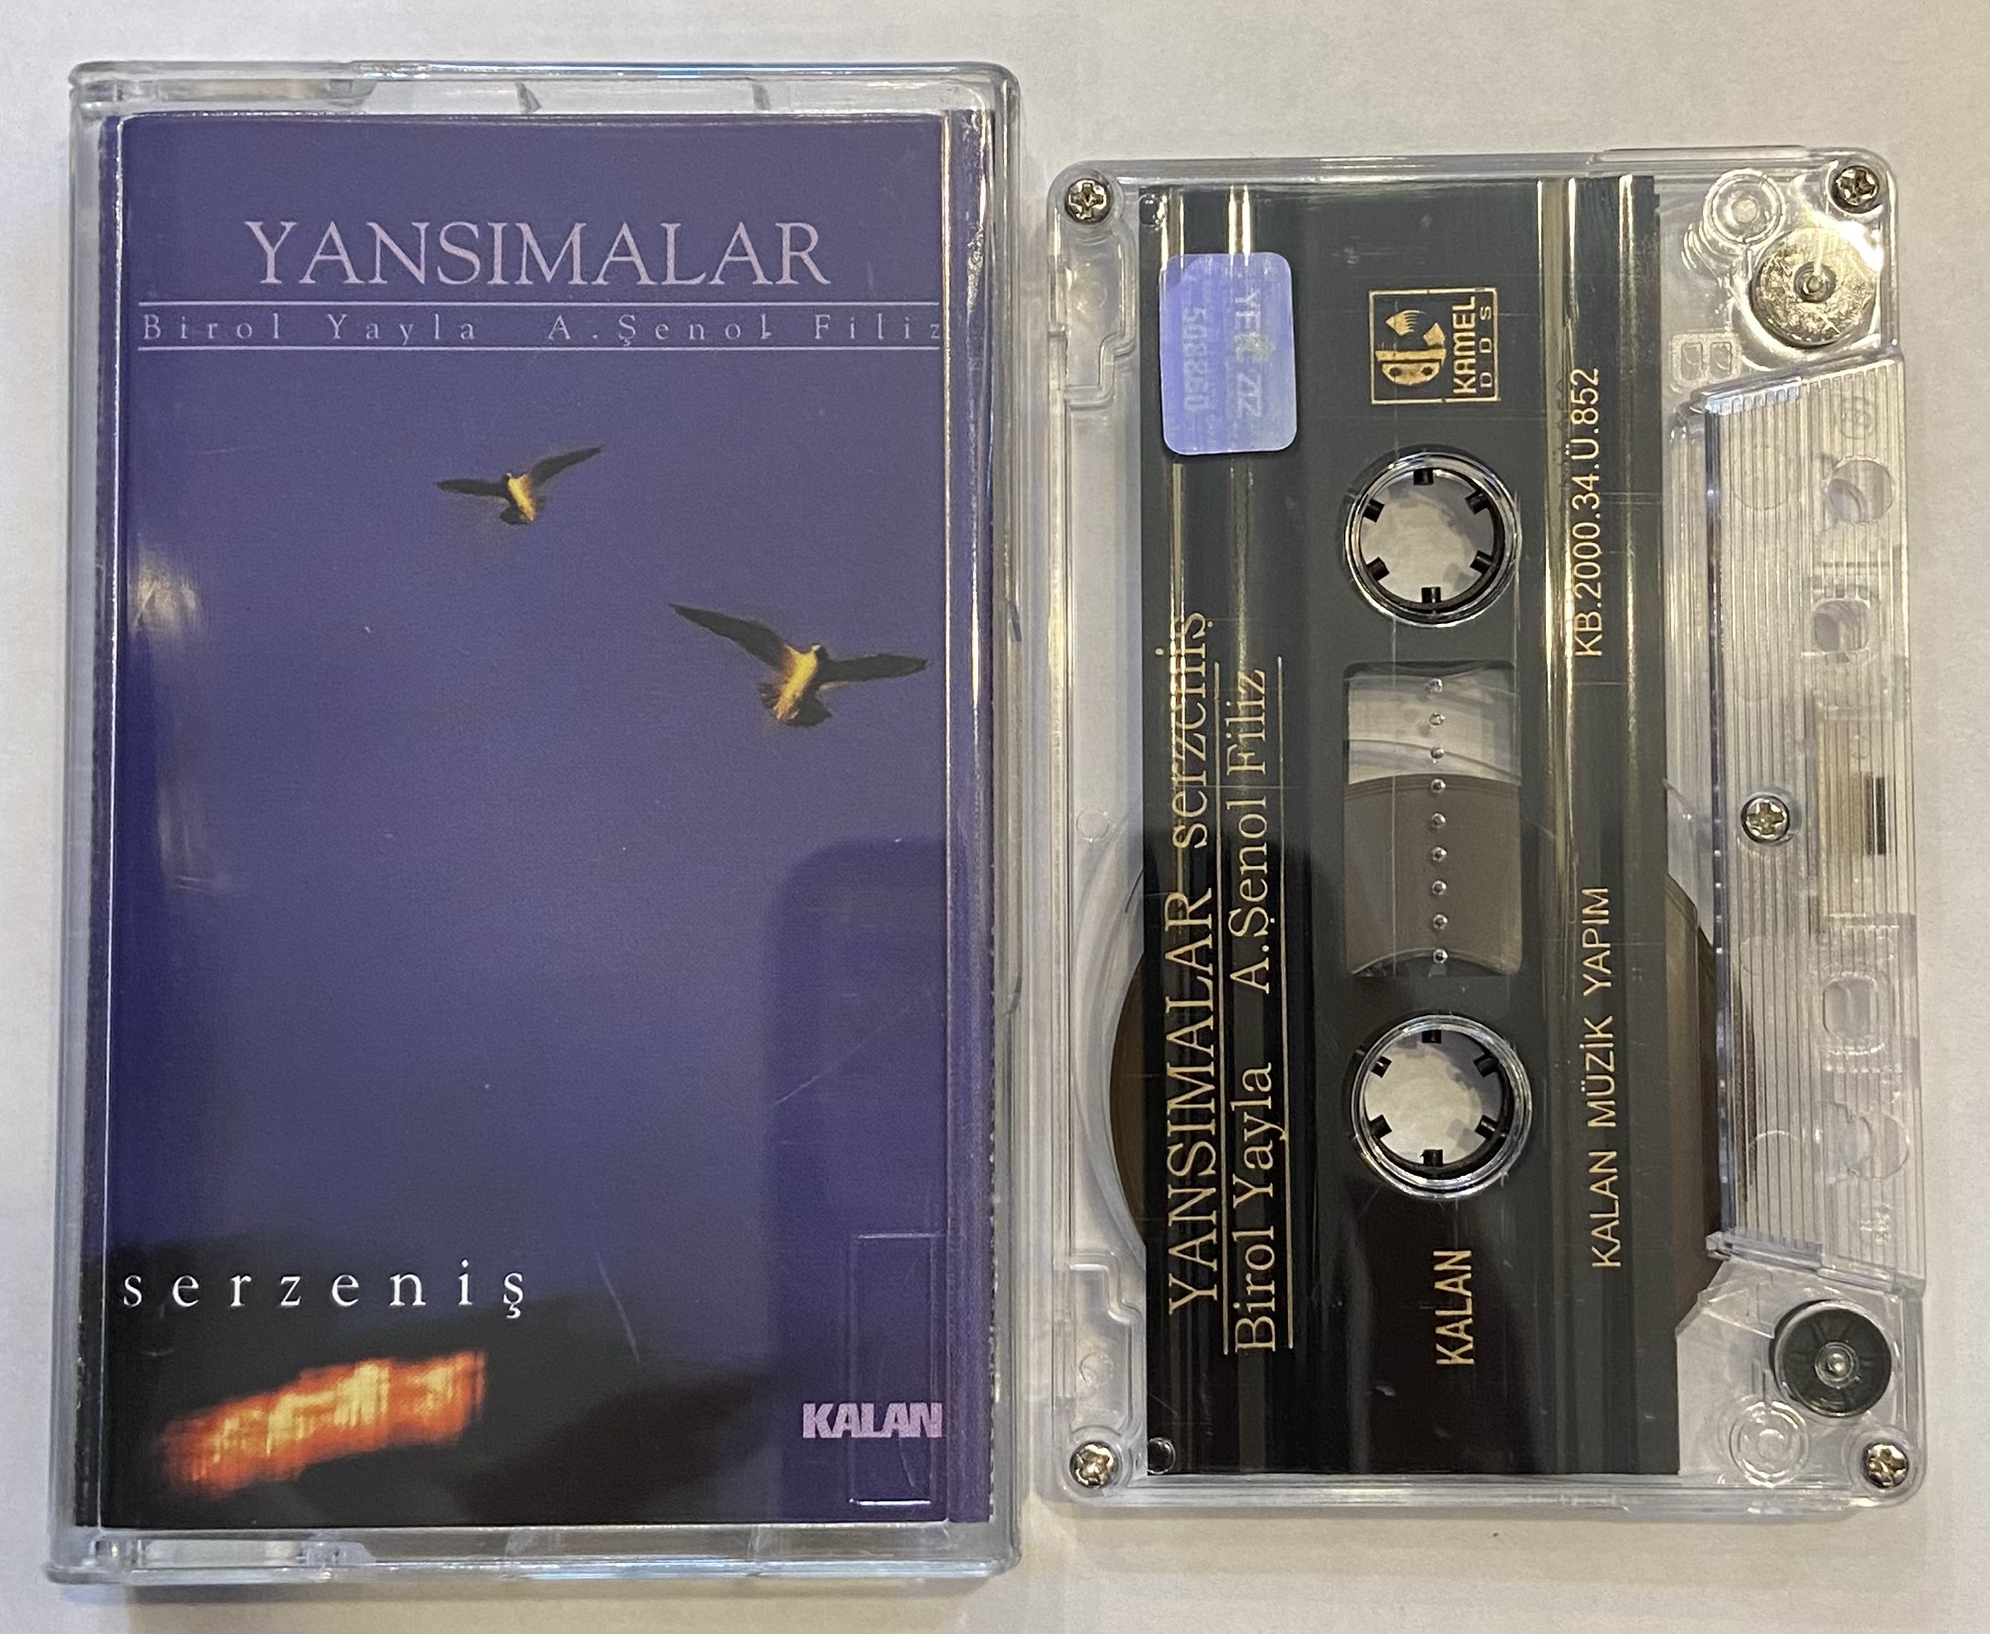 YANSIMALAR
Birol Yayla A.Şenol Filiz
serzeniş
KALAN
YANSIMALAR serzeniş
Birol Yayla A.Şenol Filiz
KALAN
KAMEL
DDS
KB.2000.34.Ü.852
KALAN MÜZİK YAPIM